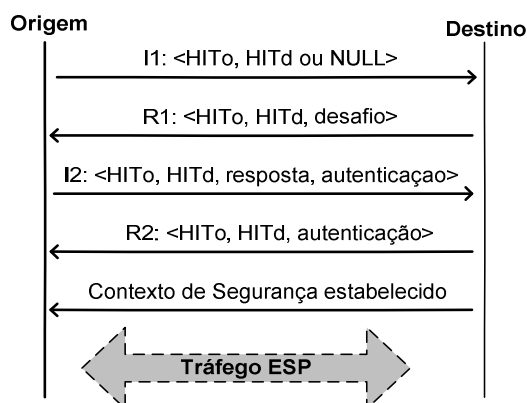 Origem
Destino
I1: <HITo, HITd ou NULL>
R1: <HITo, HITd, desafio>
I2: <HITo, HITd, resposta, autenticaçao>
R2: <HITo, HITd, autenticação>
Contexto de Segurança estabelecido
Tráfego ESP